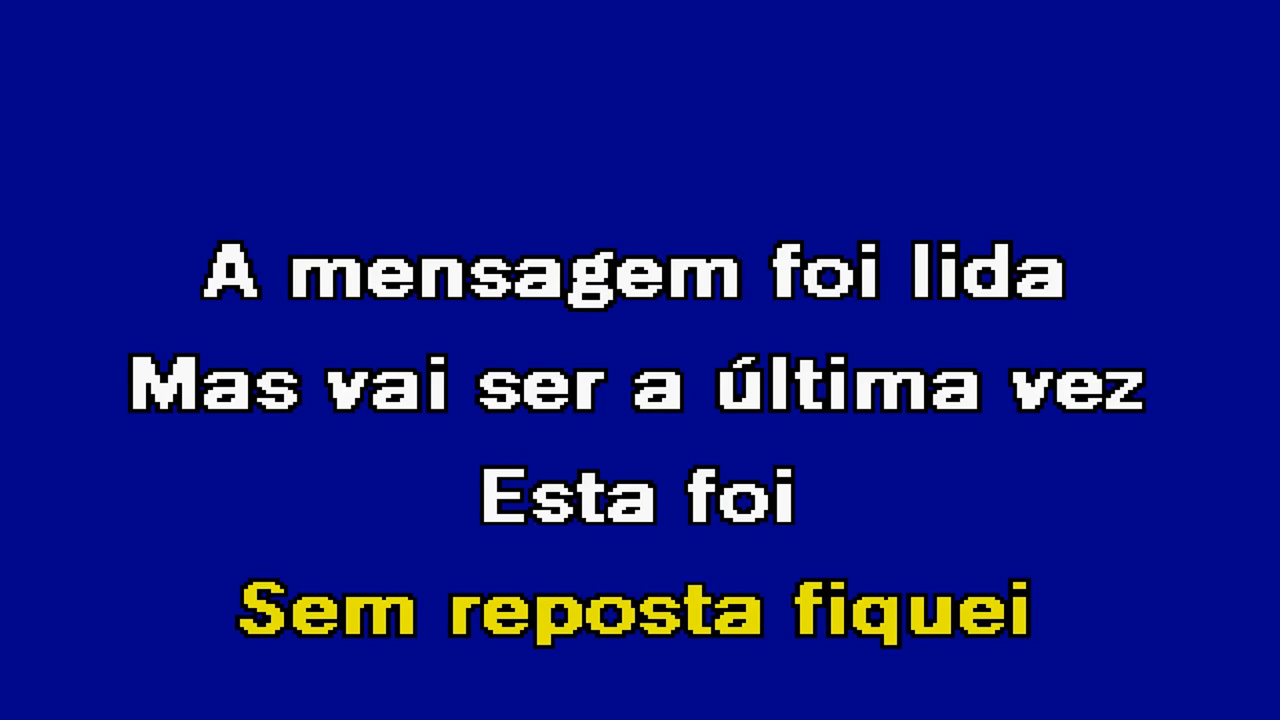 A mensagem foi lida
Mas vai ser a última vez
Esta foi
Sem reposta fiquei